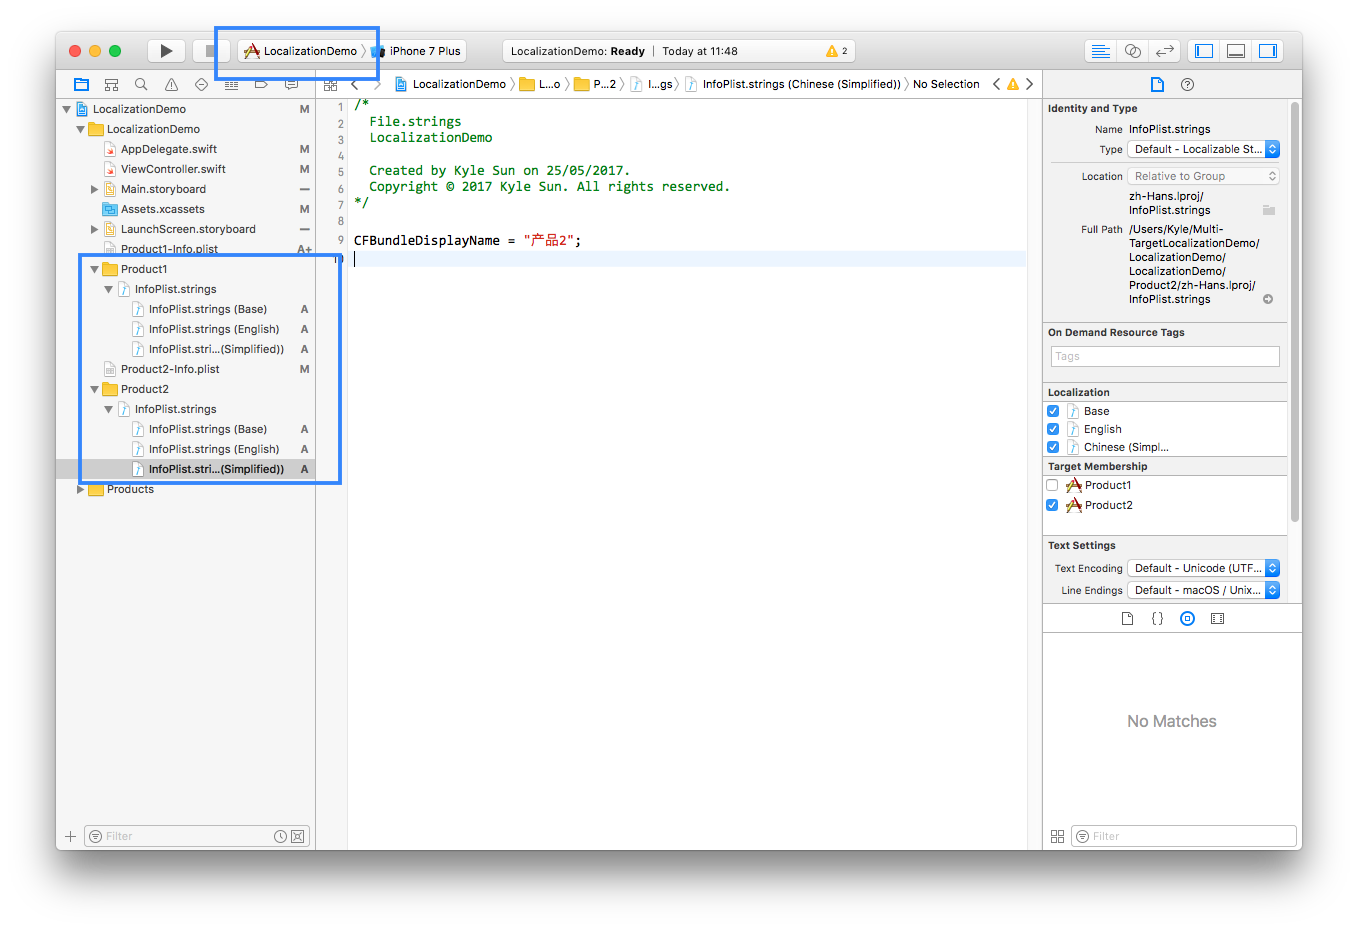 LocalizationDemo
iPhone 7 Plus
LocalizationDemo: Ready | Today at 11:48
2
LocalizationDemo
L...o
P...2
I...gs
InfoPlist.strings (Chinese (Simplified))
No Selection
LocalizationDemo M
LocalizationDemo
AppDelegate.swift M
ViewController.swift M
Main.storyboard
Assets.xcassets M
LaunchScreen.storyboard
Product1-Info.plist A+
Product1
InfoPlist.strings
InfoPlist.strings (Base) A
InfoPlist.strings (English) A
InfoPlist.stri...(Simplified)) A
Product2-Info.plist M
Product2
InfoPlist.strings
InfoPlist.strings (Base) A
InfoPlist.strings (English) A
InfoPlist.stri...(Simplified)) A
Products
Filter
1 /*
2 File.strings
3 LocalizationDemo
4
5 Created by Kyle Sun on 25/05/2017.
6 Copyright © 2017 Kyle Sun. All rights reserved.
7 */
8
9 CFBundleDisplayName = "产品2";
10
Identity and Type
Name InfoPlist.strings
Type Default - Localizable St...
Location Relative to Group
zh-Hans.lproj/
InfoPlist.strings
Full Path /Users/Kyle/Multi-
TargetLocalizationDemo/
LocalizationDemo/
LocalizationDemo/
Product2/zh-Hans.lproj/
InfoPlist.strings
On Demand Resource Tags
Tags
Localization
Base
English
Chinese (Simpl...
Target Membership
Product1
Product2
Text Settings
Text Encoding Default - Unicode (UTF...
Line Endings Default - macOS / Unix...
{}
No Matches
Filter